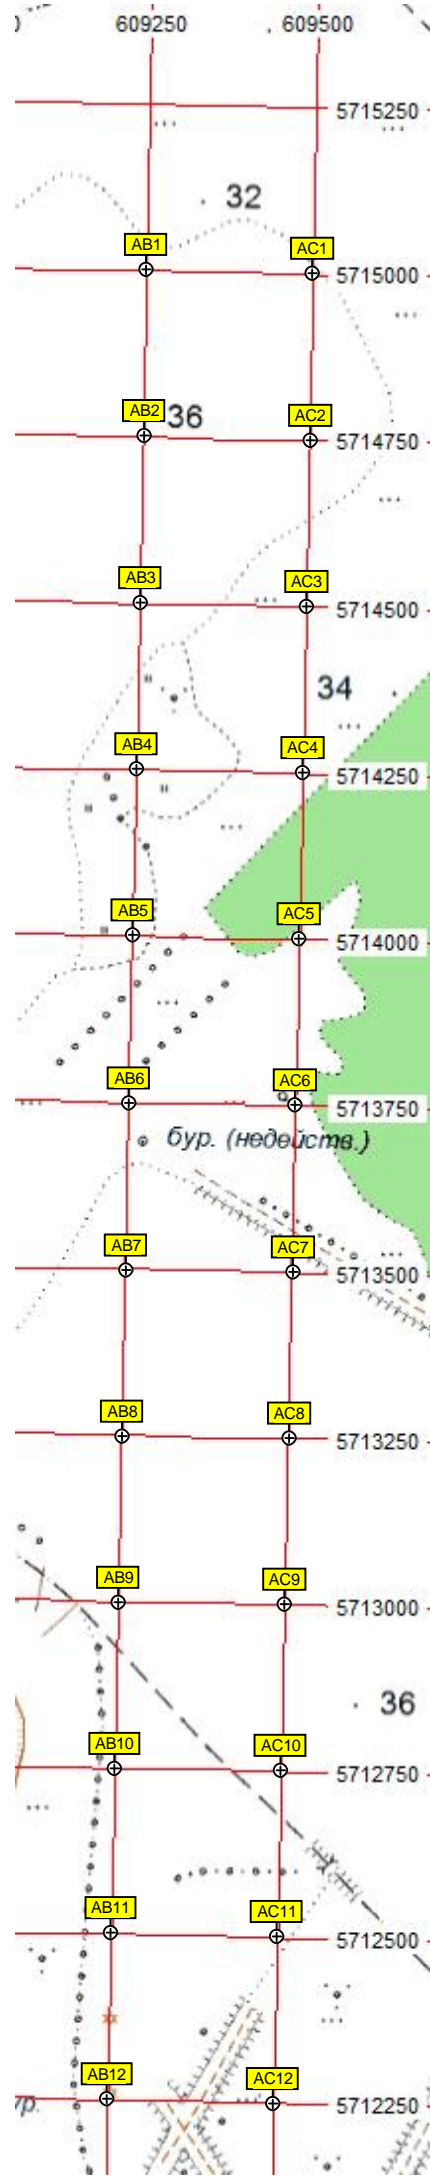 609250 609500
5715250
32
AB1 AC1
5715000
AB2 36 AC2
5714750
AB3 AC3
5714500
34
AB4 AC4
5714250
AB5 AC5
5714000
AB6 AC6
5713750
бур. (недейств.)
AB7 AC7
5713500
AB8 AC8
5713250
AB9 AC9
5713000
36
AB10 AC10
5712750
AB11 AC11
5712500
AB12 AC12
5712250